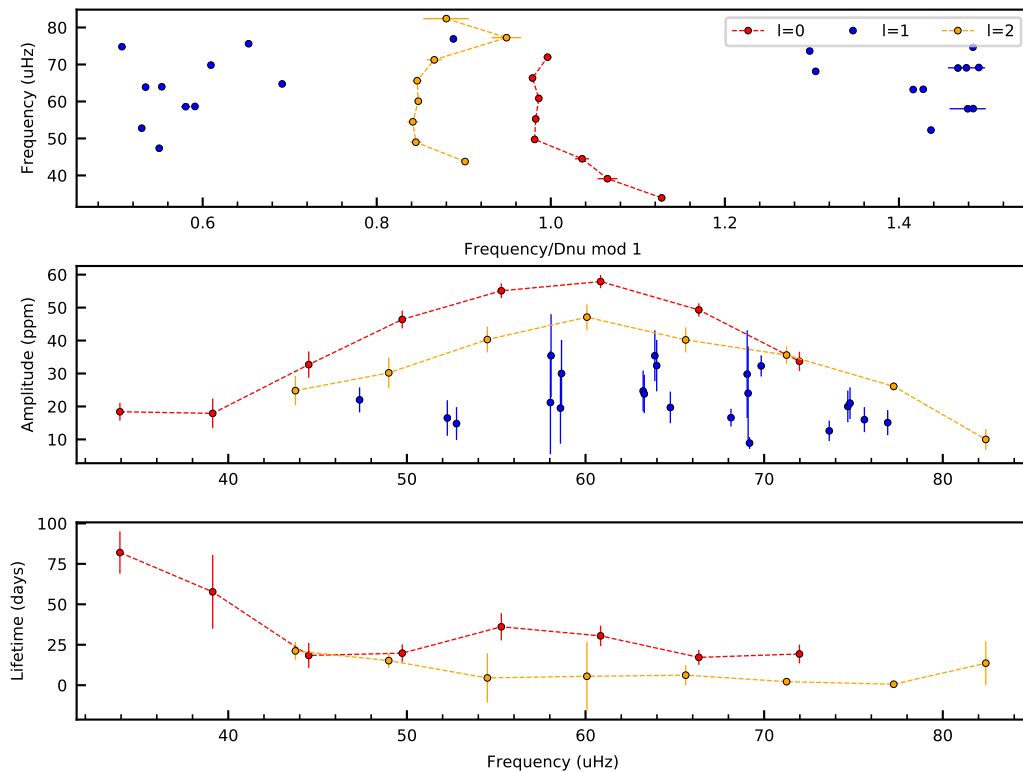 l=0 l=1 l=2
80
70
60
50
40
Frequency (uHz)
0.6 0.8 1.0 1.2 1.4
Frequency/Dnu mod 1
60
50
40
30
20
10
Amplitude (ppm)
40 50 60 70 80
100
75
50
25
0
Lifetime (days)
40 50 60 70 80
Frequency (uHz)